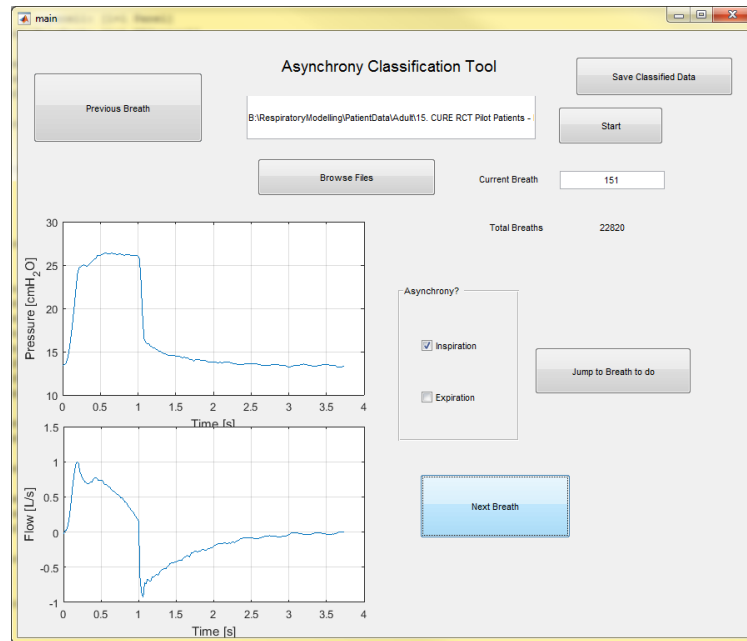 main
Asynchrony Classification Tool
Previous Breath
Save Classified Data
B:\RespiratoryModelling\PatientData\Adult\15. CURE RCT Pilot Patients -
Start
Browse Files
Current Breath
151
Total Breaths
22820
30
25
20
15
10
Pressure [cmH2O]
0
0.5
1
1.5
2
2.5
3
3.5
4
Time [s]
Asynchrony?
Inspiration
Expiration
Jump to Breath to do
Next Breath
1.5
1
0.5
0
-0.5
-1
Flow [L/s]
0
0.5
1
1.5
2
2.5
3
3.5
4
Time [s]